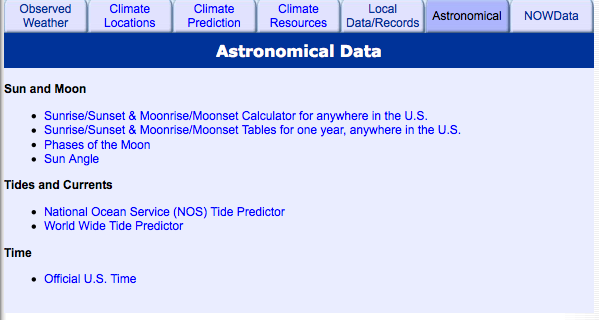 Observed Weather
Climate Locations
Climate Prediction
Climate Resources
Local Data/Records
Astronomical
NOWData
Astronomical Data
Sun and Moon
Sunrise/Sunset & Moonrise/Moonset Calculator for anywhere in the U.S.
Sunrise/Sunset & Moonrise/Moonset Tables for one year, anywhere in the U.S.
Phases of the Moon
Sun Angle
Tides and Currents
National Ocean Service (NOS) Tide Predictor
World Wide Tide Predictor
Time
Official U.S. Time